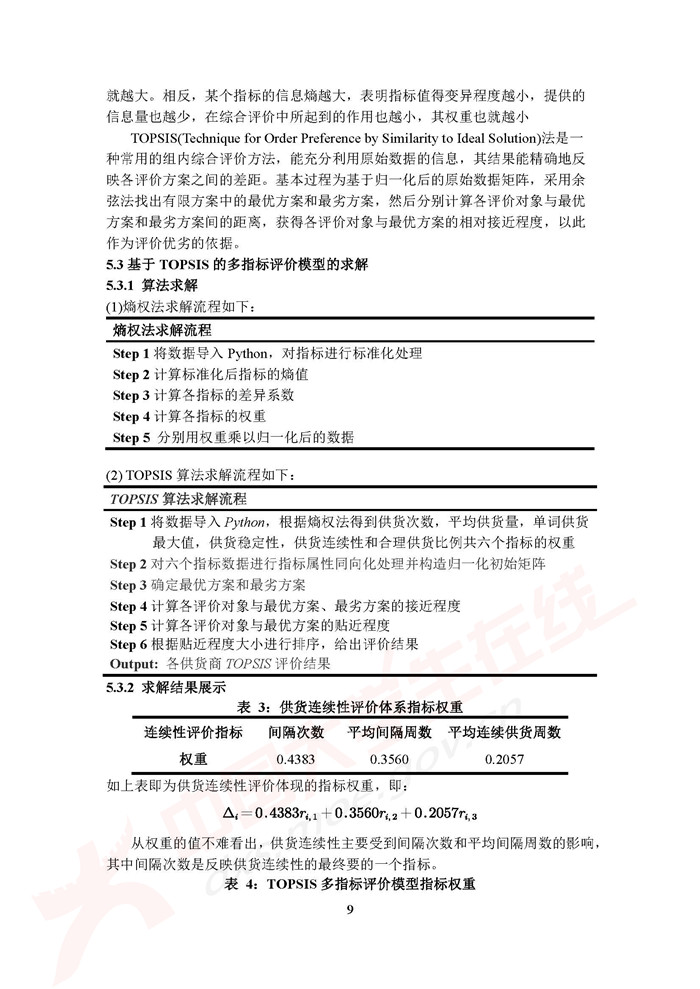 就越大。相反，某个指标的信息熵越大，表明指标值得变异程度越小，提供的
信息量也越少，在综合评价中所起到的作用也越小，其权重也就越小
TOPSIS(Technique for Order Preference by Similarity to Ideal Solution)法是一
种常用的组内综合评价方法，能充分利用原始数据的信息，其结果能精确地反
映各评价方案之间的差距。基本过程为基于归一化后的原始数据矩阵，采用余
弦法找出有限方案中的最优方案和最劣方案，然后分别计算各评价对象与最优
方案和最劣方案间的距离，获得各评价对象与最优方案的相对接近程度，以此
作为评价优劣的依据。
5.3 基于 TOPSIS 的多指标评价模型的求解
5.3.1 算法求解
(1)熵权法求解流程如下：
熵权法求解流程
Step 1 将数据导入 Python，对指标进行标准化处理
Step 2 计算标准化后指标的熵值
Step 3 计算各指标的差异系数
Step 4 计算各指标的权重
Step 5 分别用权重乘以归一化后的数据
(2) TOPSIS 算法求解流程如下：
TOPSIS 算法求解流程
Step 1 将数据导入 Python，根据熵权法得到供货次数，平均供货量，单词供货
最大值，供货稳定性，供货连续性和合理供货比例共六个指标的权重
Step 2 对六个指标数据进行指标属性同向化处理并构造归一化初始矩阵
Step 3 确定最优方案和最劣方案
Step 4 计算各评价对象与最优方案、最劣方案的接近程度
Step 5 计算各评价对象与最优方案的贴近程度
Step 6 根据贴近程度大小进行排序，给出评价结果
Output: 各供货商 TOPSIS 评价结果
5.3.2 求解结果展示
表 3：供货连续性评价体系指标权重
连续性评价指标 间隔次数 平均间隔周数 平均连续供货周数
权重 0.4383 0.3560 0.2057
如上表即为供货连续性评价体现的指标权重，即：
Δᵢ = 0.4383rᵢ,₁ + 0.3560rᵢ,₂ + 0.2057rᵢ,₃
从权重的值不难看出，供货连续性主要受到间隔次数和平均间隔周数的影响，
其中间隔次数是反映供货连续性的最终要的一个指标。
表 4：TOPSIS 多指标评价模型指标权重
9